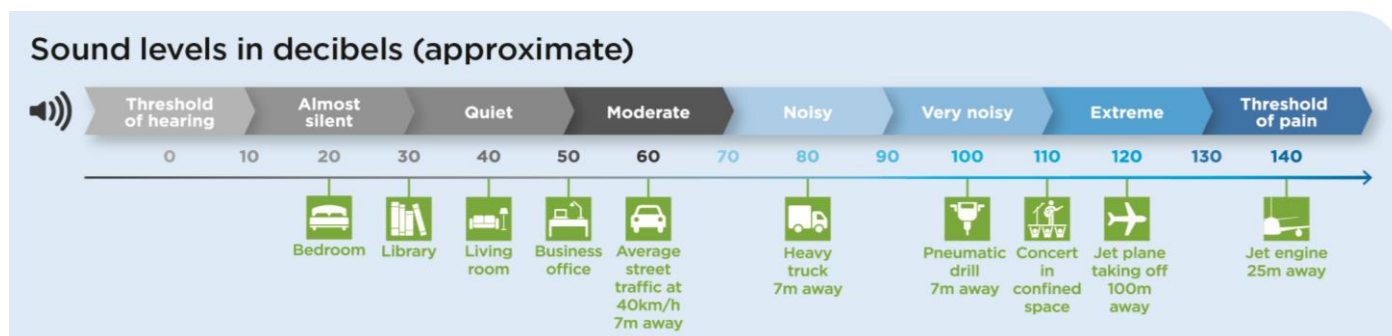 Sound levels in decibels (approximate)
Threshold
of hearing
Almost
silent
Quiet
Moderate
Noisy
Very noisy
Extreme
Threshold
of pain
0 10 20 30 40 50 60 70 80 90 100 110 120 130 140
Bedroom
Library
Living
room
Business
office
Average
street
traffic at
40km/h
7m away
Heavy
truck
7m away
Pneumatic
drill
7m away
Concert
in
confined
space
Jet plane
taking off
100m
away
Jet engine
25m away